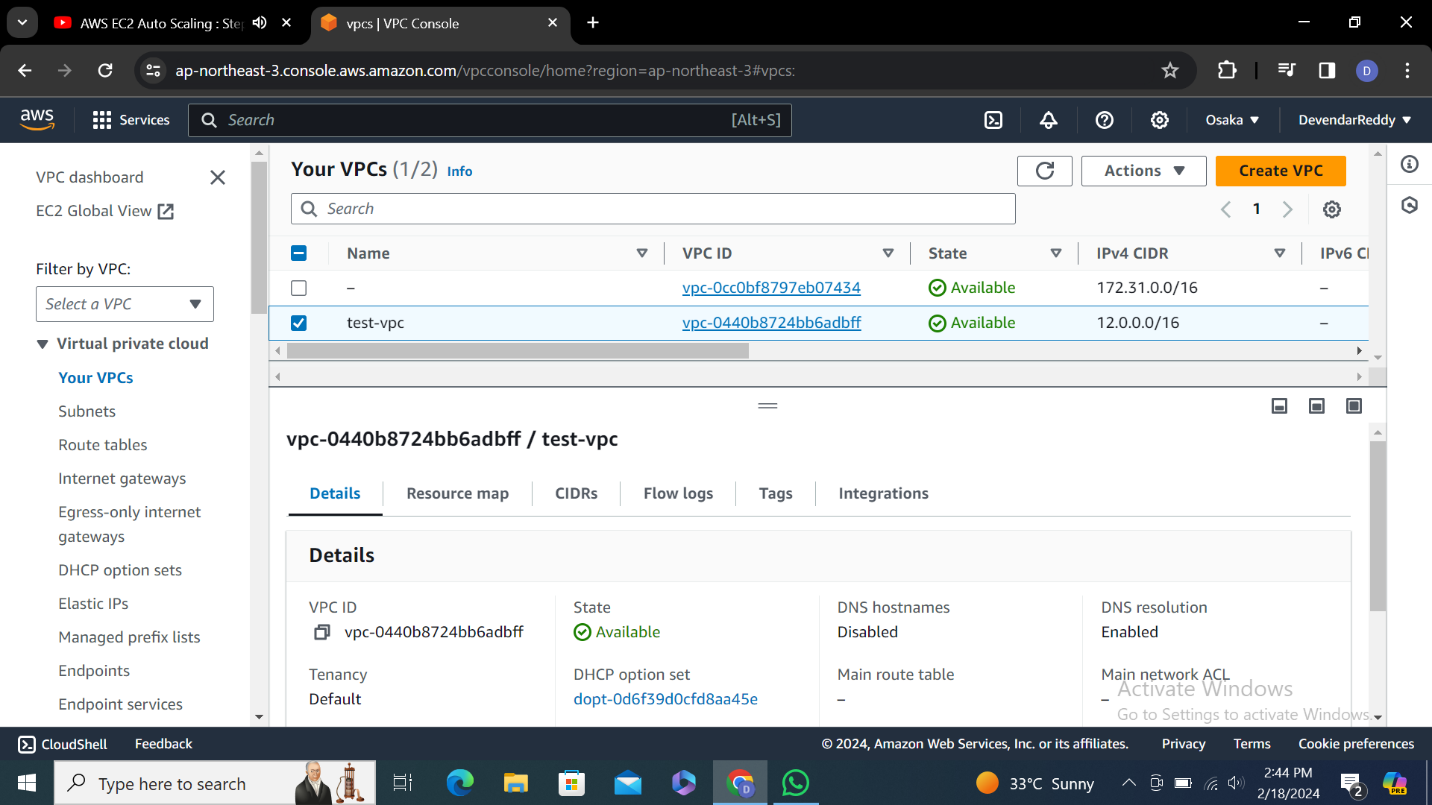 AWS EC2 Auto Scaling : Ste
vpcs | VPC Console
ap-northeast-3.console.aws.amazon.com/vpcconsole/home?region=ap-northeast-3#vpcs:
D
aws
Services
Search
[Alt+S]
Osaka
DevendarReddy
VPC dashboard
EC2 Global View
Filter by VPC:
Select a VPC
Virtual private cloud
Your VPCs
Subnets
Route tables
Internet gateways
Egress-only internet
gateways
DHCP option sets
Elastic IPs
Managed prefix lists
Endpoints
Endpoint services
Your VPCs (1/2) Info
Actions
Create VPC
Search
1
Name VPC ID State IPv4 CIDR IPv6 CI
– vpc-0cc0bf8797eb07434 Available 172.31.0.0/16 –
test-vpc vpc-0440b8724bb6adbff Available 12.0.0.0/16 –
vpc-0440b8724bb6adbff / test-vpc
Details Resource map CIDRs Flow logs Tags Integrations
Details
VPC ID
vpc-0440b8724bb6adbff
State
Available
DNS hostnames
Disabled
DNS resolution
Enabled
Tenancy
Default
DHCP option set
dopt-0d6f39d0cfd8aa45e
Main route table
–
Main network ACL
–
Activate Windows
Go to Settings to activate Windows.
CloudShell Feedback
© 2024, Amazon Web Services, Inc. or its affiliates. Privacy Terms Cookie preferences
Type here to search
D
33°C Sunny
2:44 PM
2/18/2024
2
PRE